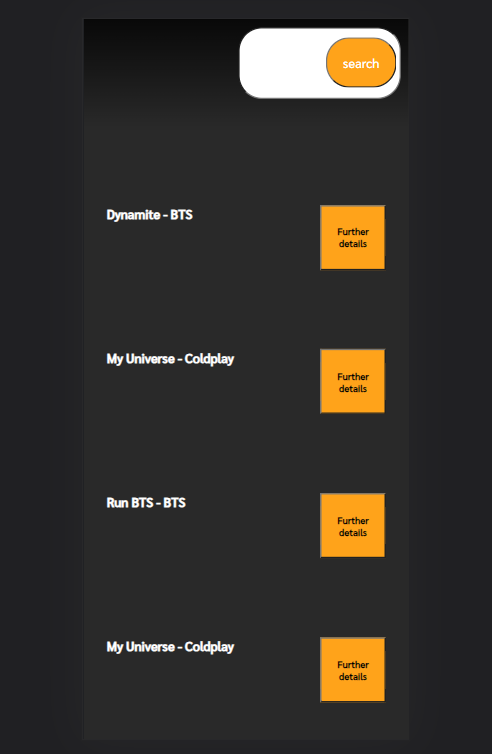 search
Dynamite - BTS
Further
details
My Universe - Coldplay
Further
details
Run BTS - BTS
Further
details
My Universe - Coldplay
Further
details